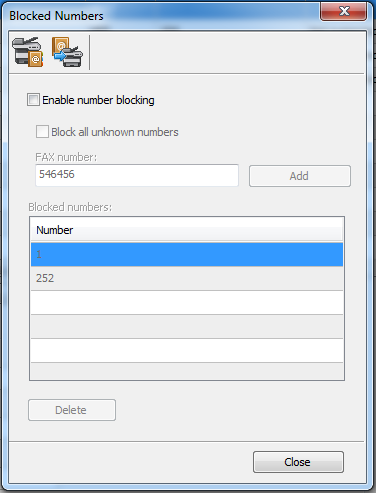 Blocked Numbers
Enable number blocking
Block all unknown numbers
FAX number:
546456
Add
Blocked numbers:
Number
1
252
Delete
Close